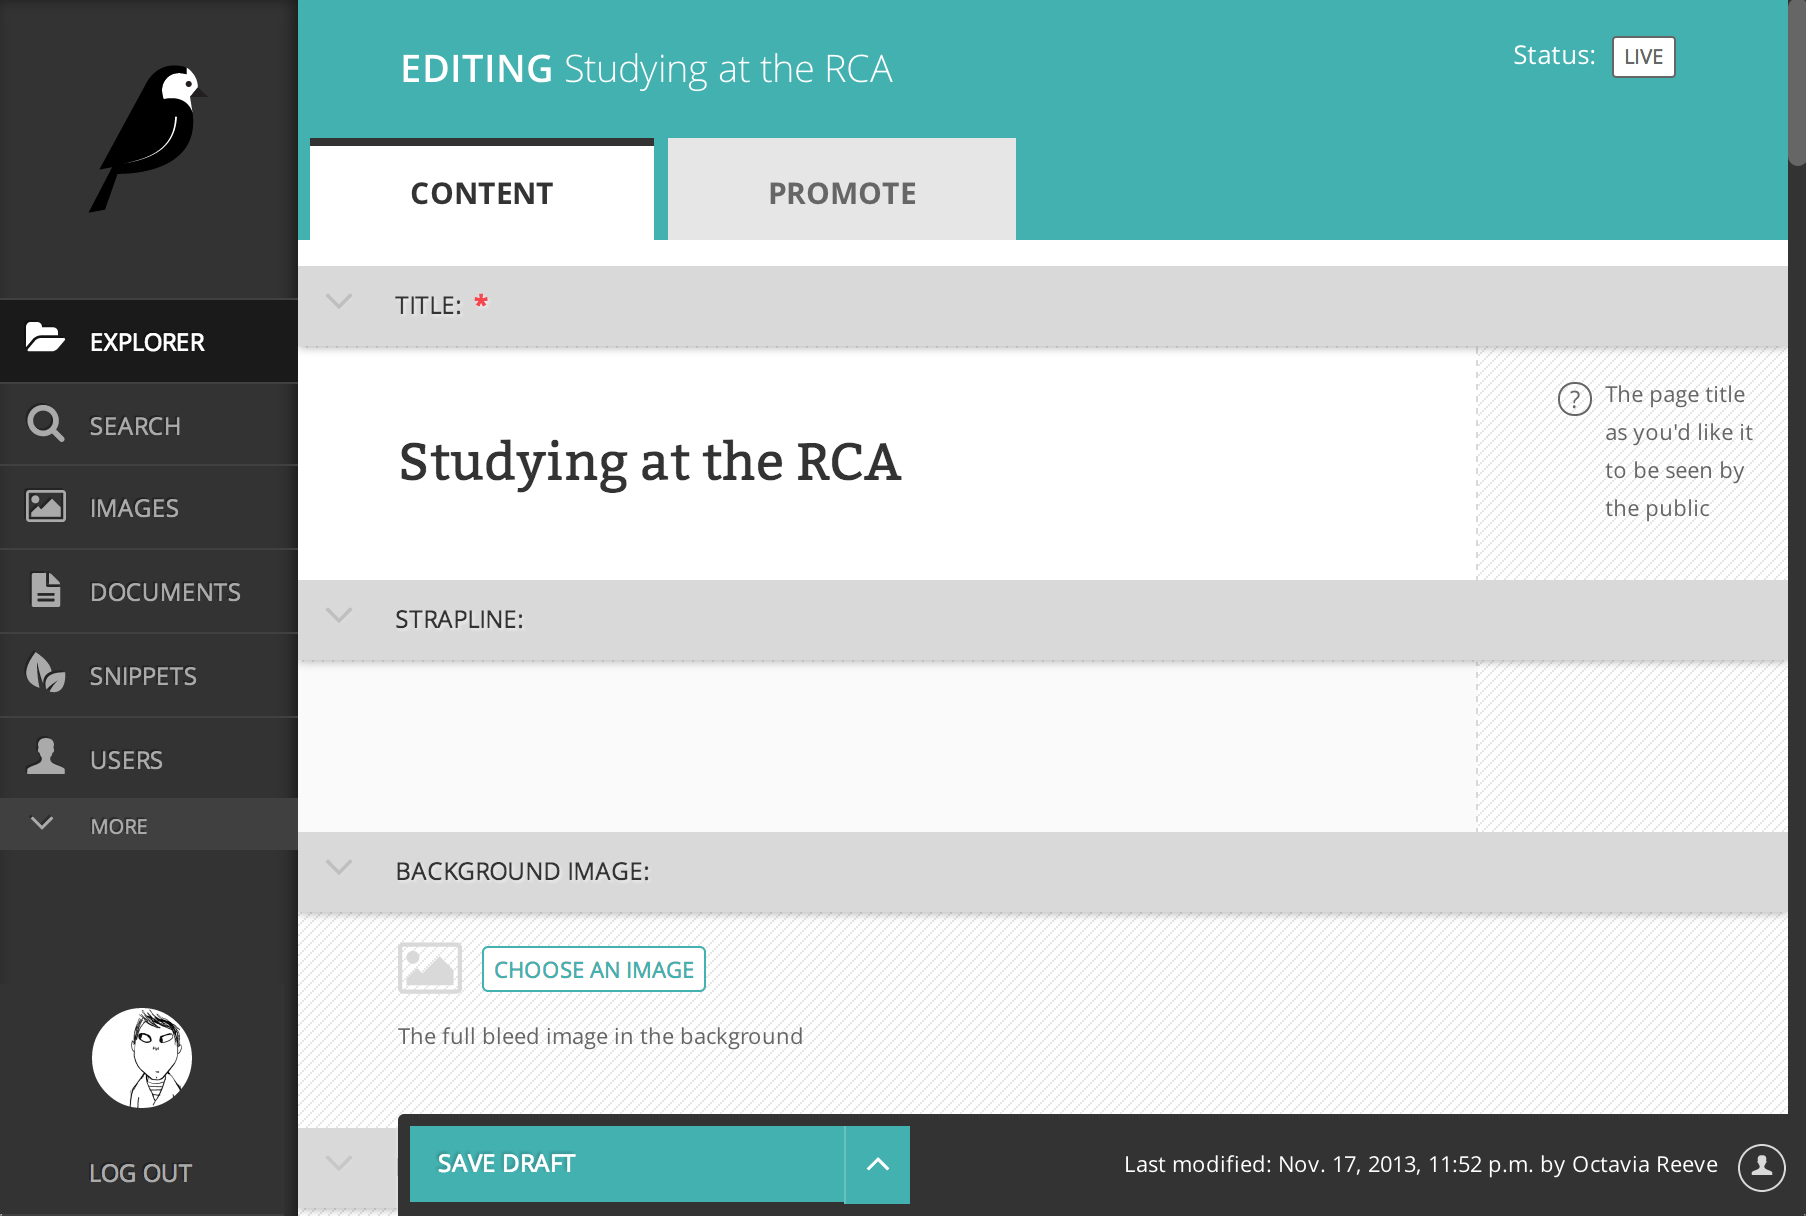 EDITING Studying at the RCA
Status: LIVE
CONTENT
PROMOTE
EXPLORER
SEARCH
IMAGES
DOCUMENTS
SNIPPETS
USERS
MORE
LOG OUT
TITLE: *
Studying at the RCA
? The page title
as you'd like it
to be seen by
the public
STRAPLINE:
BACKGROUND IMAGE:
CHOOSE AN IMAGE
The full bleed image in the background
SAVE DRAFT
Last modified: Nov. 17, 2013, 11:52 p.m. by Octavia Reeve